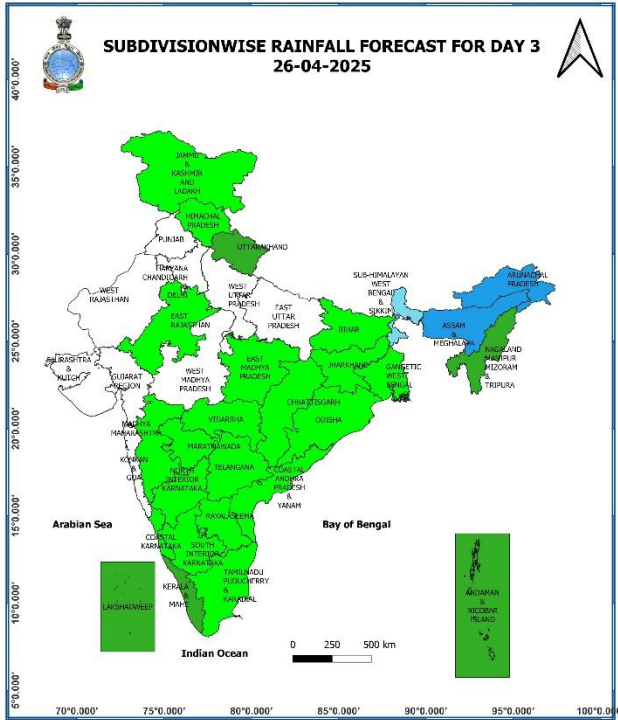 SUBDIVISIONWISE RAINFALL FORECAST FOR DAY 3
26-04-2025
40°0.000'
35°0.000'
30°0.000'
25°0.000'
20°0.000'
15°0.000'
10°0.000'
5°0.000'
JAMMU
&
KASHMIR
AND
LADAKH
HIMACHAL
PRADESH
PUNJAB
UTTARAKHAND
HARYANA
CHANDIGARH
&
DELHI
WEST
RAJASTHAN
EAST
RAJASTHAN
WEST
UTTAR
PRADESH
EAST
UTTAR
PRADESH
SUB-HIMALAYAN
WEST
BENGAL
&
SIKKIM
ARUNACHAL
PRADESH
ASSAM
&
MEGHALAYA
NAGALAND
MANIPUR
MIZORAM
&
TRIPURA
BIHAR
JHARKHAND
GANGETIC
WEST
BENGAL
SAURASHTRA
&
KUTCH
GUJARAT
REGION
WEST
MADHYA
PRADESH
EAST
MADHYA
PRADESH
CHHATTISGARH
ODISHA
VIDARBHA
MADHYA
MAHARASHTRA
MARATHWADA
KONKAN
&
GOA
NORTH
INTERIOR
KARNATAKA
TELANGANA
COASTAL
ANDHRA
PRADESH
&
YANAM
RAYALASEEMA
COASTAL
KARNATAKA
SOUTH
INTERIOR
KARNATAKA
TAMILNADU
PUDUCHERRY
&
KARAIKAL
KERALA
&
MAHE
LAKSHADWEEP
ANDAMAN
&
NICOBAR
ISLAND
Arabian Sea
Bay of Bengal
Indian Ocean
0 250 500 km
70°0.000' 75°0.000' 80°0.000' 85°0.000' 90°0.000' 95°0.000' 100°0.00